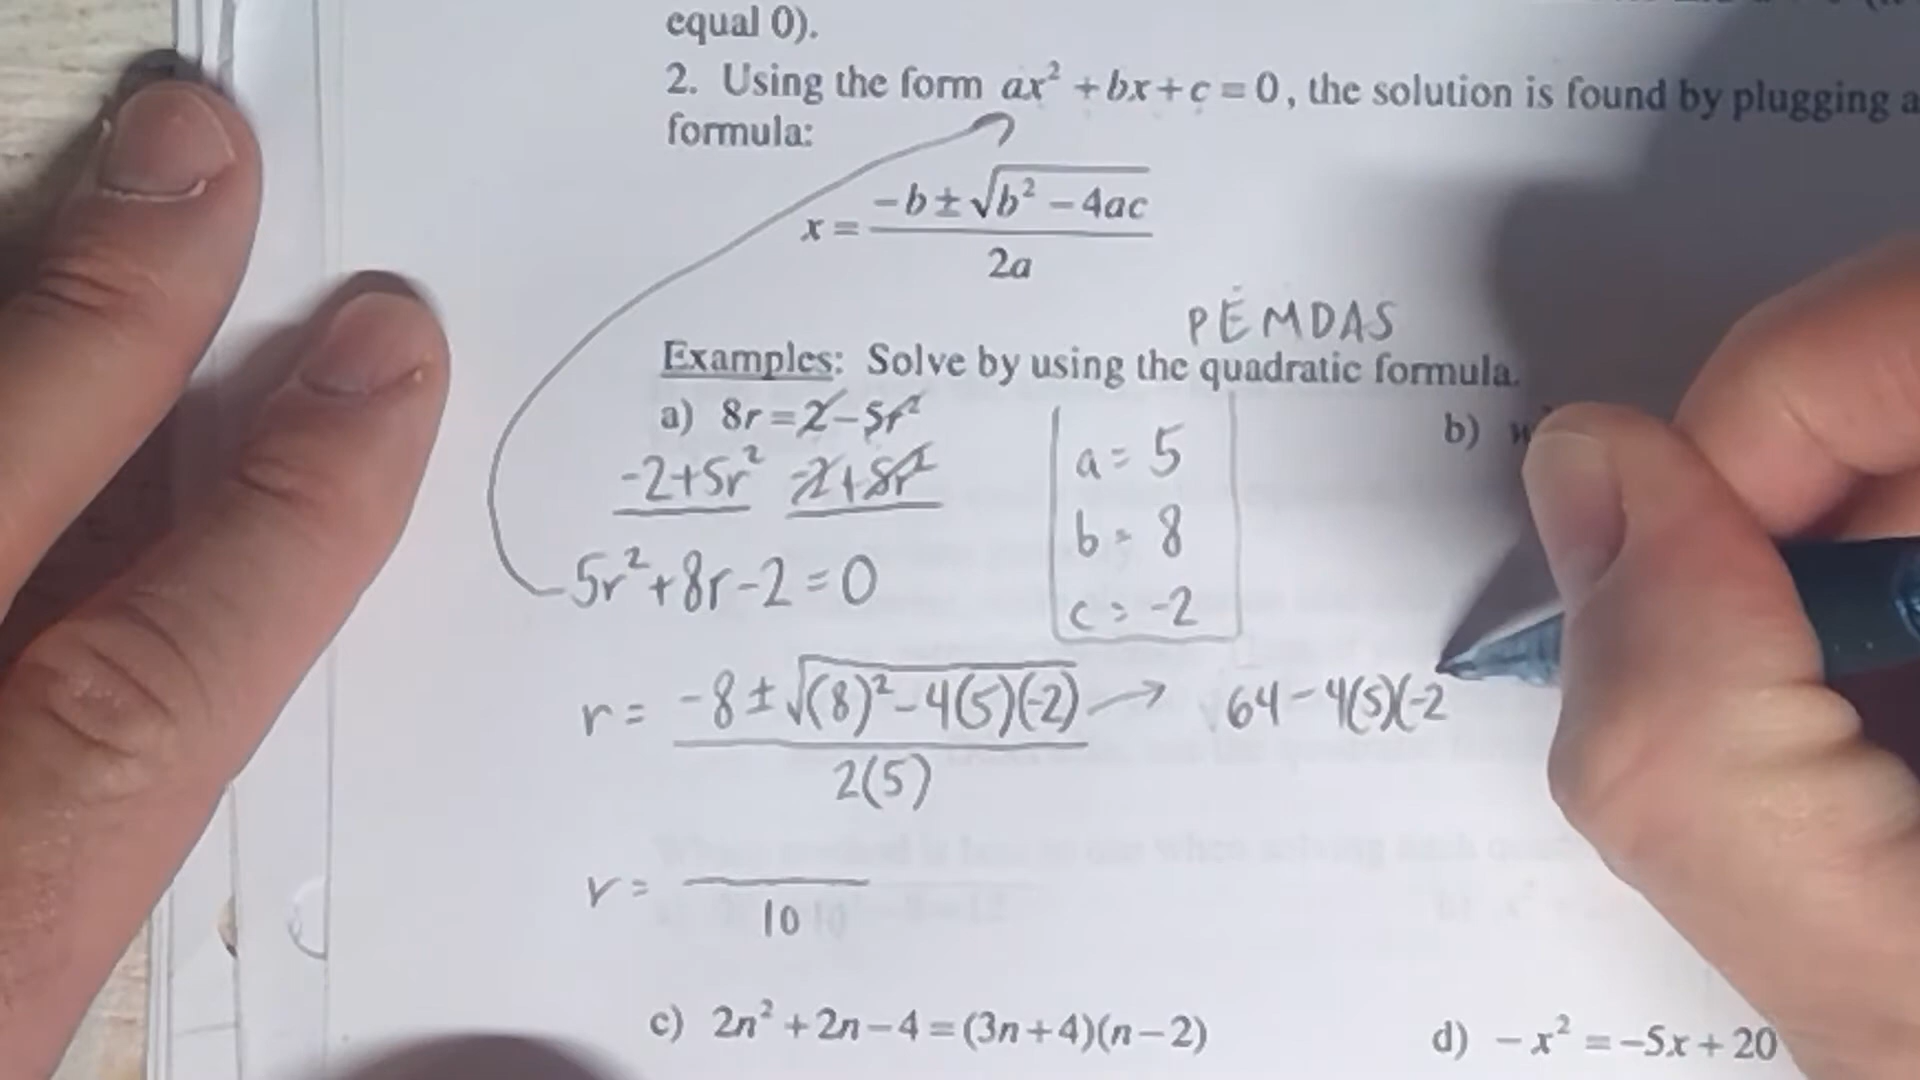 equal 0).
2. Using the form ax² + bx + c = 0, the solution is found by plugging a
formula:
x = \frac{-b ± √(b² - 4ac)}{2a}
PEMDAS
Examples: Solve by using the quadratic formula.
a) 8r = 2 - 5r²
b) w
-2+5r² -2+5r²
5r² + 8r - 2 = 0
a = 5
b = 8
c = -2
r = \frac{-8 ± √((8)² - 4(5)(-2))}{2(5)} → 64 - 4(5)(-2
r = \frac{}{10}
c) 2n² + 2n - 4 = (3n + 4)(n - 2)
d) -x² = -5x + 20